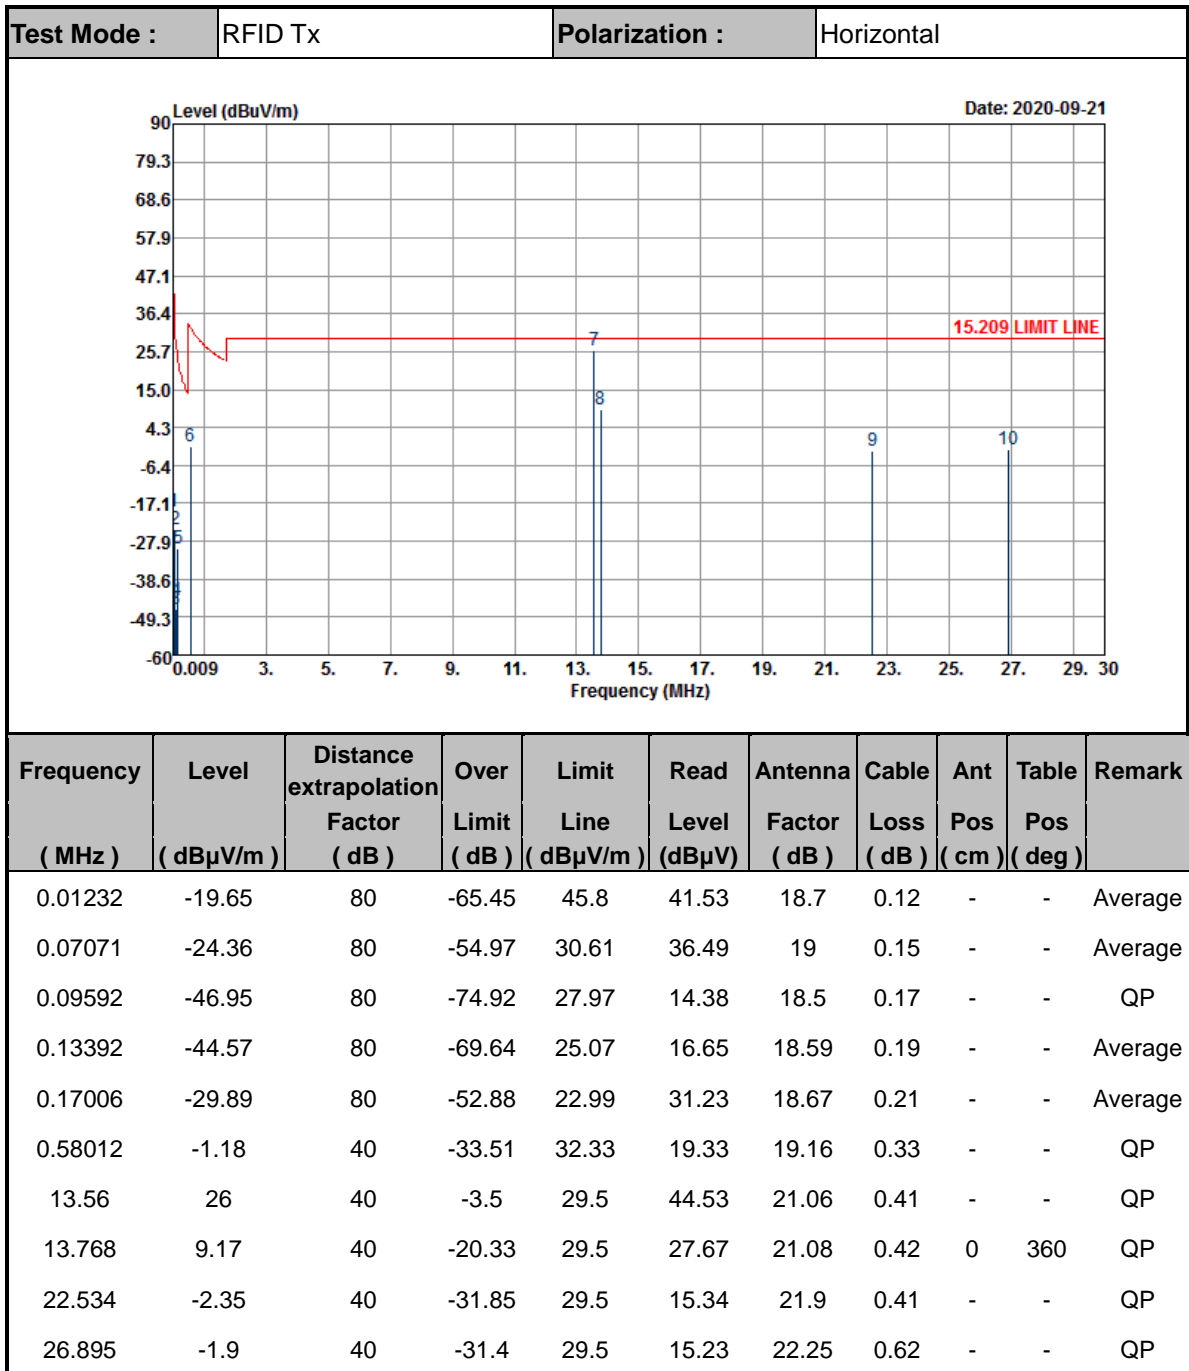 Test Mode : RFID Tx Polarization : Horizontal
Level (dBuV/m) Date: 2020-09-21
90
79.3
68.6
57.9
47.1
36.4
25.7
15.0
4.3
-6.4
-17.1
-27.9
-38.6
-49.3
-60
15.209 LIMIT LINE
1
2
3
4
5
6
7
8
9
10
0.009 3. 5. 7. 9. 11. 13. 15. 17. 19. 21. 23. 25. 27. 29. 30
Frequency (MHz)
Frequency Level Distance extrapolation Over Limit Read Antenna Cable Ant Table Remark
Factor Limit Line Level Factor Loss Pos Pos
( MHz ) ( dBµV/m ) ( dB ) ( dB ) ( dBµV/m ) (dBµV) ( dB ) ( dB ) ( cm ) ( deg )
0.01232 -19.65 80 -65.45 45.8 41.53 18.7 0.12 - - Average
0.07071 -24.36 80 -54.97 30.61 36.49 19 0.15 - - Average
0.09592 -46.95 80 -74.92 27.97 14.38 18.5 0.17 - - QP
0.13392 -44.57 80 -69.64 25.07 16.65 18.59 0.19 - - Average
0.17006 -29.89 80 -52.88 22.99 31.23 18.67 0.21 - - Average
0.58012 -1.18 40 -33.51 32.33 19.33 19.16 0.33 - - QP
13.56 26 40 -3.5 29.5 44.53 21.06 0.41 - - QP
13.768 9.17 40 -20.33 29.5 27.67 21.08 0.42 0 360 QP
22.534 -2.35 40 -31.85 29.5 15.34 21.9 0.41 - - QP
26.895 -1.9 40 -31.4 29.5 15.23 22.25 0.62 - - QP